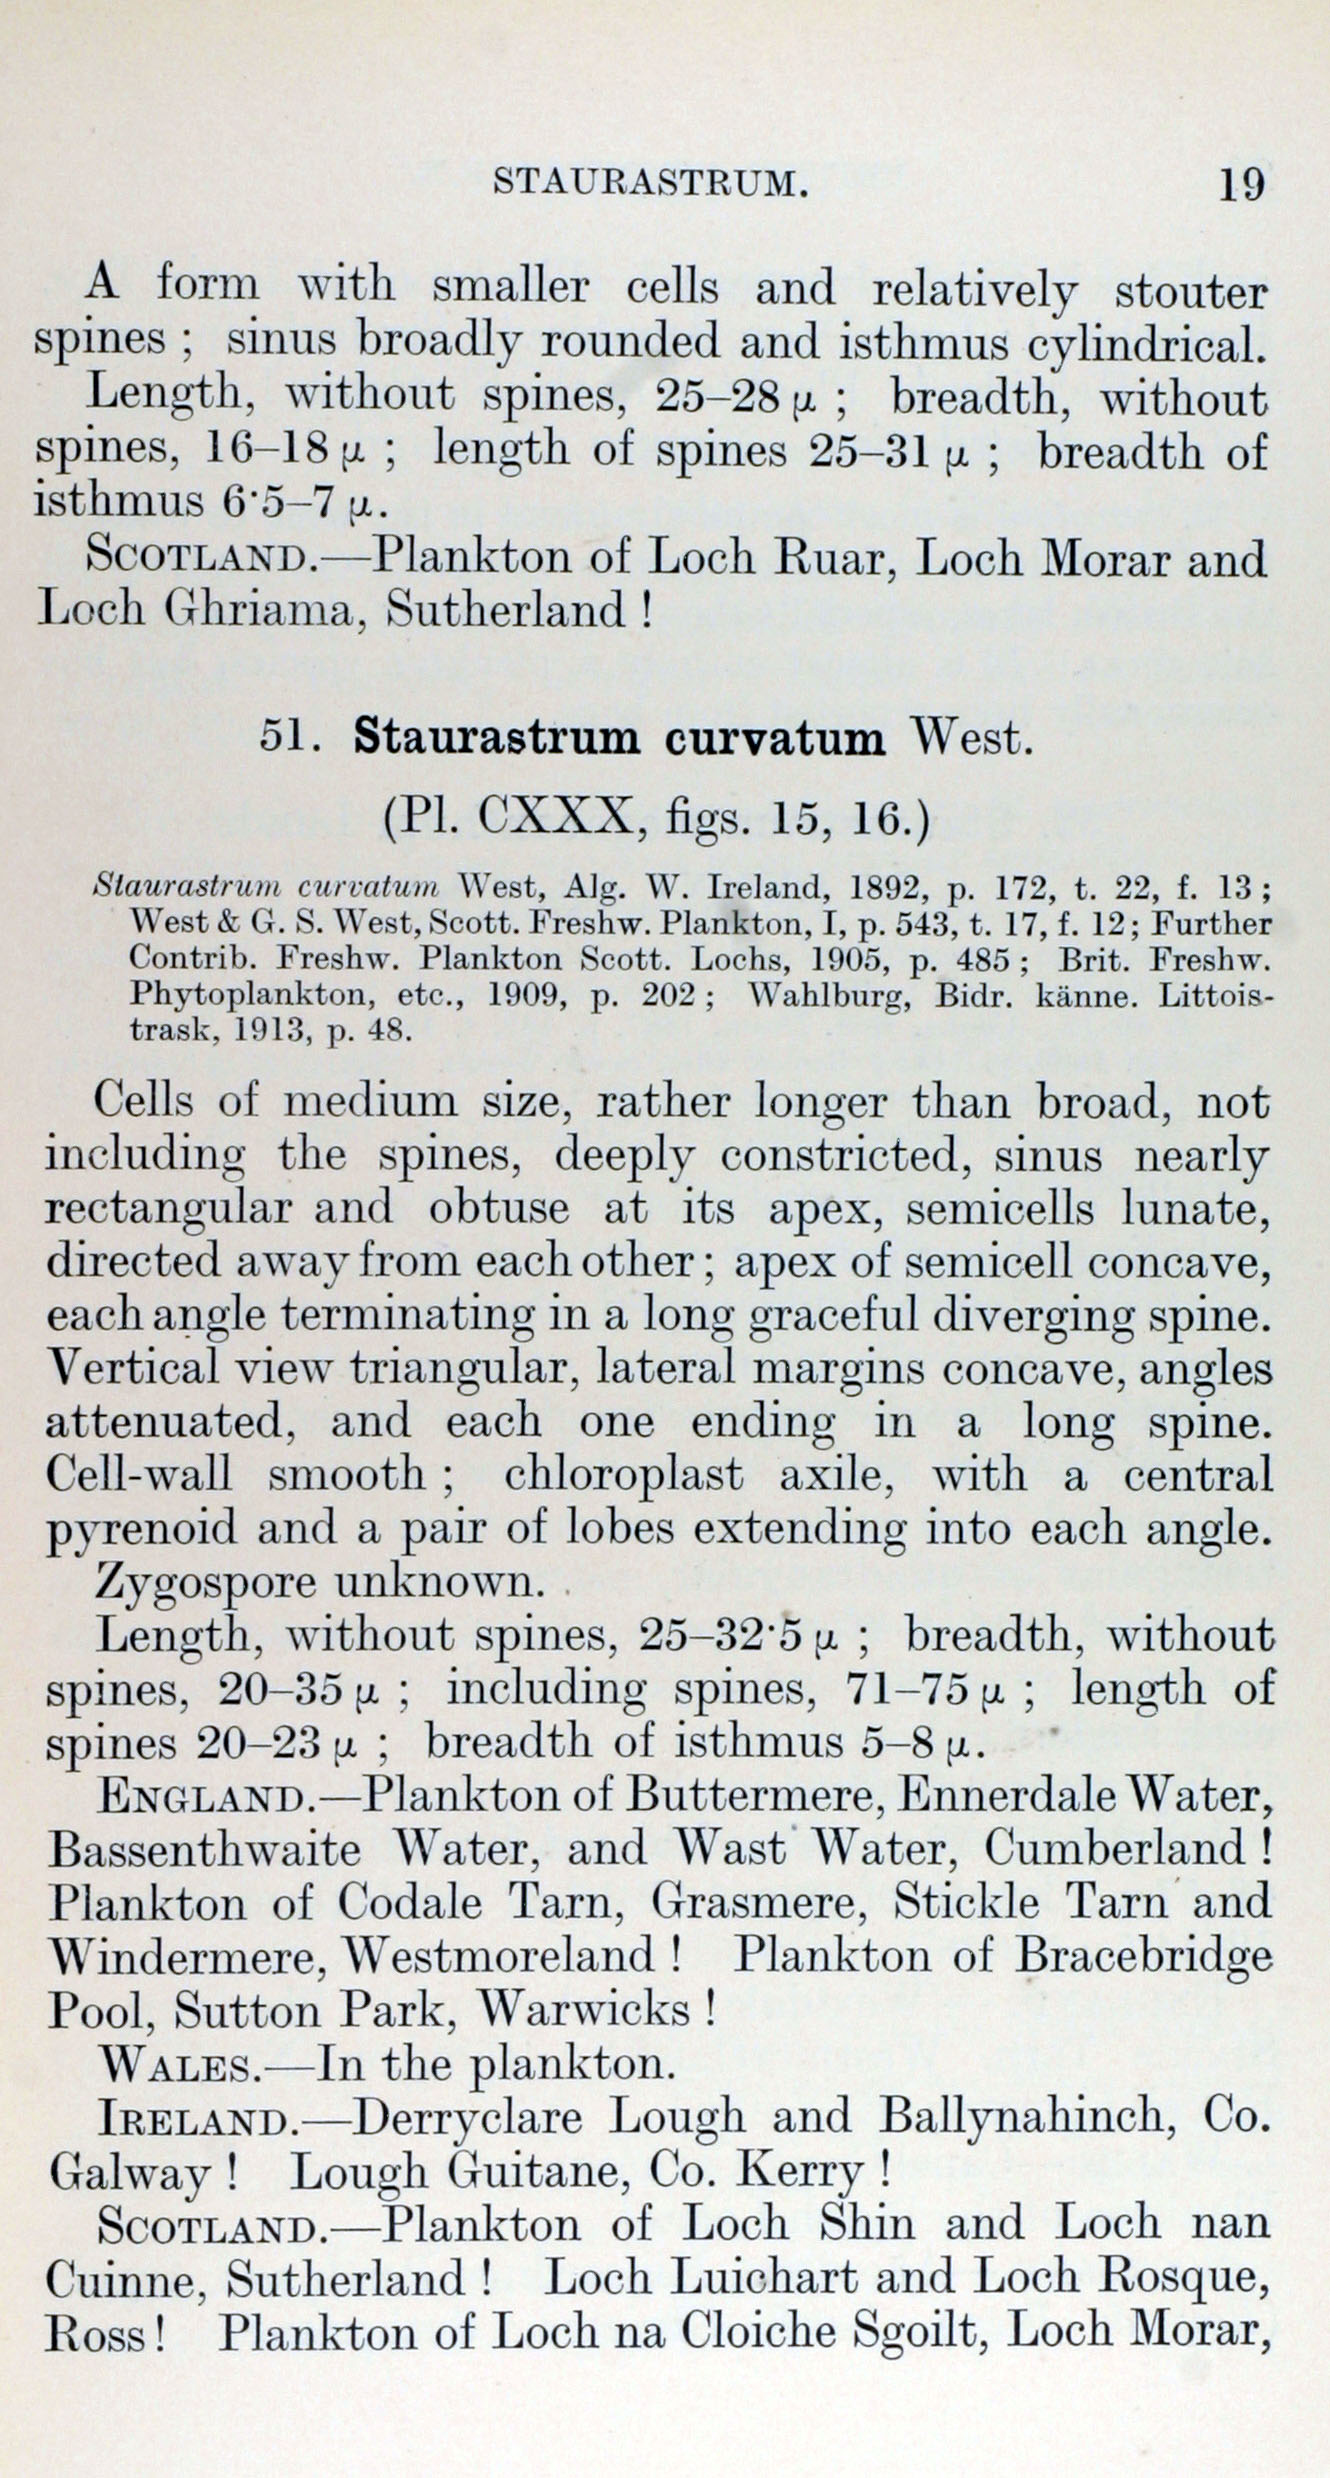 STAURASTRUM. 19
A form with smaller cells and relatively stouter
spines ; sinus broadly rounded and isthmus cylindrical.
Length, without spines, 25–28 µ ; breadth, without
spines, 16–18 µ ; length of spines 25–31 µ ; breadth of
isthmus 6·5–7 µ.
SCOTLAND.—Plankton of Loch Ruar, Loch Morar and
Loch Ghriama, Sutherland !
51. Staurastrum curvatum West.
(Pl. CXXX, figs. 15, 16.)
Staurastrum curvatum West, Alg. W. Ireland, 1892, p. 172, t. 22, f. 13 ;
West & G. S. West, Scott. Freshw. Plankton, I, p. 543, t. 17, f. 12 ; Further
Contrib. Freshw. Plankton Scott. Lochs, 1905, p. 485 ; Brit. Freshw.
Phytoplankton, etc., 1909, p. 202 ; Wahlburg, Bidr. känne. Littois-
trask, 1913, p. 48.
Cells of medium size, rather longer than broad, not
including the spines, deeply constricted, sinus nearly
rectangular and obtuse at its apex, semicells lunate,
directed away from each other ; apex of semicell concave,
each angle terminating in a long graceful diverging spine.
Vertical view triangular, lateral margins concave, angles
attenuated, and each one ending in a long spine.
Cell-wall smooth ; chloroplast axile, with a central
pyrenoid and a pair of lobes extending into each angle.
Zygospore unknown.
Length, without spines, 25–32·5 µ ; breadth, without
spines, 20–35 µ ; including spines, 71–75 µ ; length of
spines 20–23 µ ; breadth of isthmus 5–8 µ.
ENGLAND.—Plankton of Buttermere, Ennerdale Water,
Bassenthwaite Water, and Wast Water, Cumberland !
Plankton of Codale Tarn, Grasmere, Stickle Tarn and
Windermere, Westmoreland ! Plankton of Bracebridge
Pool, Sutton Park, Warwicks !
WALES.—In the plankton.
IRELAND.—Derryclare Lough and Ballynahinch, Co.
Galway ! Lough Guitane, Co. Kerry !
SCOTLAND.—Plankton of Loch Shin and Loch nan
Cuinne, Sutherland ! Loch Luichart and Loch Rosque,
Ross ! Plankton of Loch na Cloiche Sgoilt, Loch Morar,